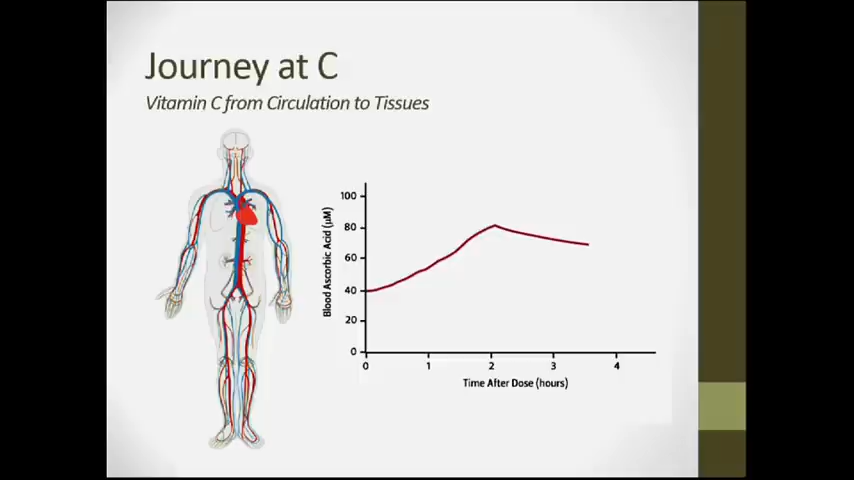 Journey at C
Vitamin C from Circulation to Tissues
Blood Ascorbic Acid (μM)
100
80
60
40
20
0
0 1 2 3 4
Time After Dose (hours)